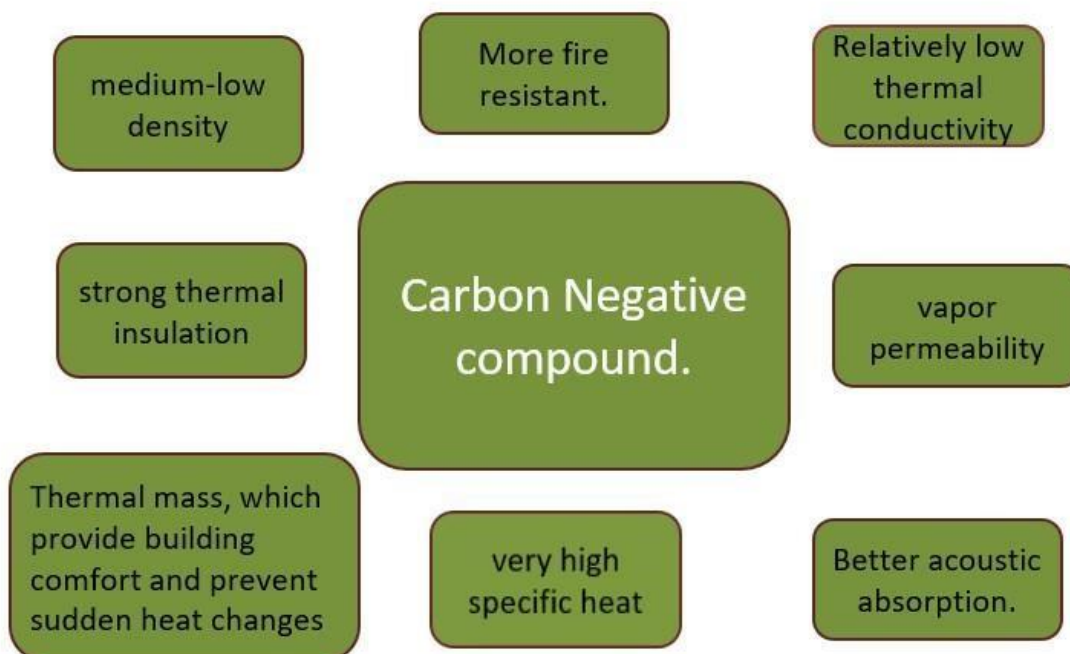 medium-low
density
More fire
resistant.
Relatively low
thermal
conductivity
strong thermal
insulation
Carbon Negative
compound.
vapor
permeability
Thermal mass, which
provide building
comfort and prevent
sudden heat changes
very high
specific heat
Better acoustic
absorption.